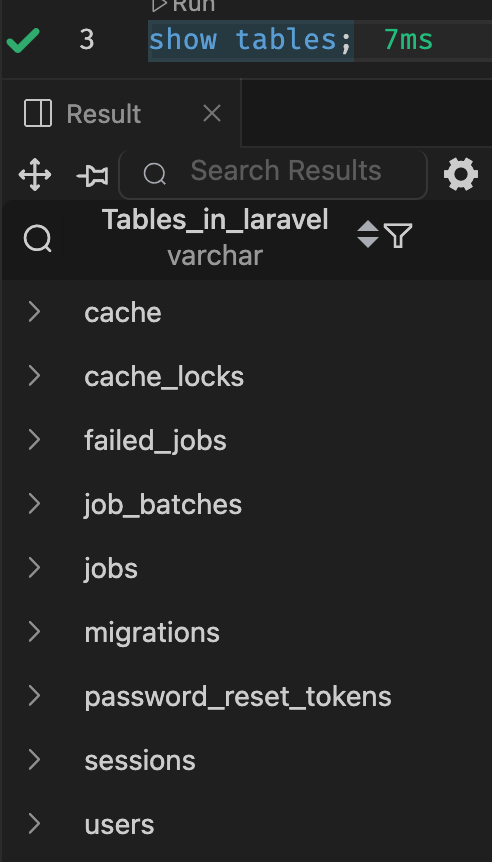 Run
3 show tables; 7ms
Result
Search Results
Tables_in_laravel
varchar
cache
cache_locks
failed_jobs
job_batches
jobs
migrations
password_reset_tokens
sessions
users